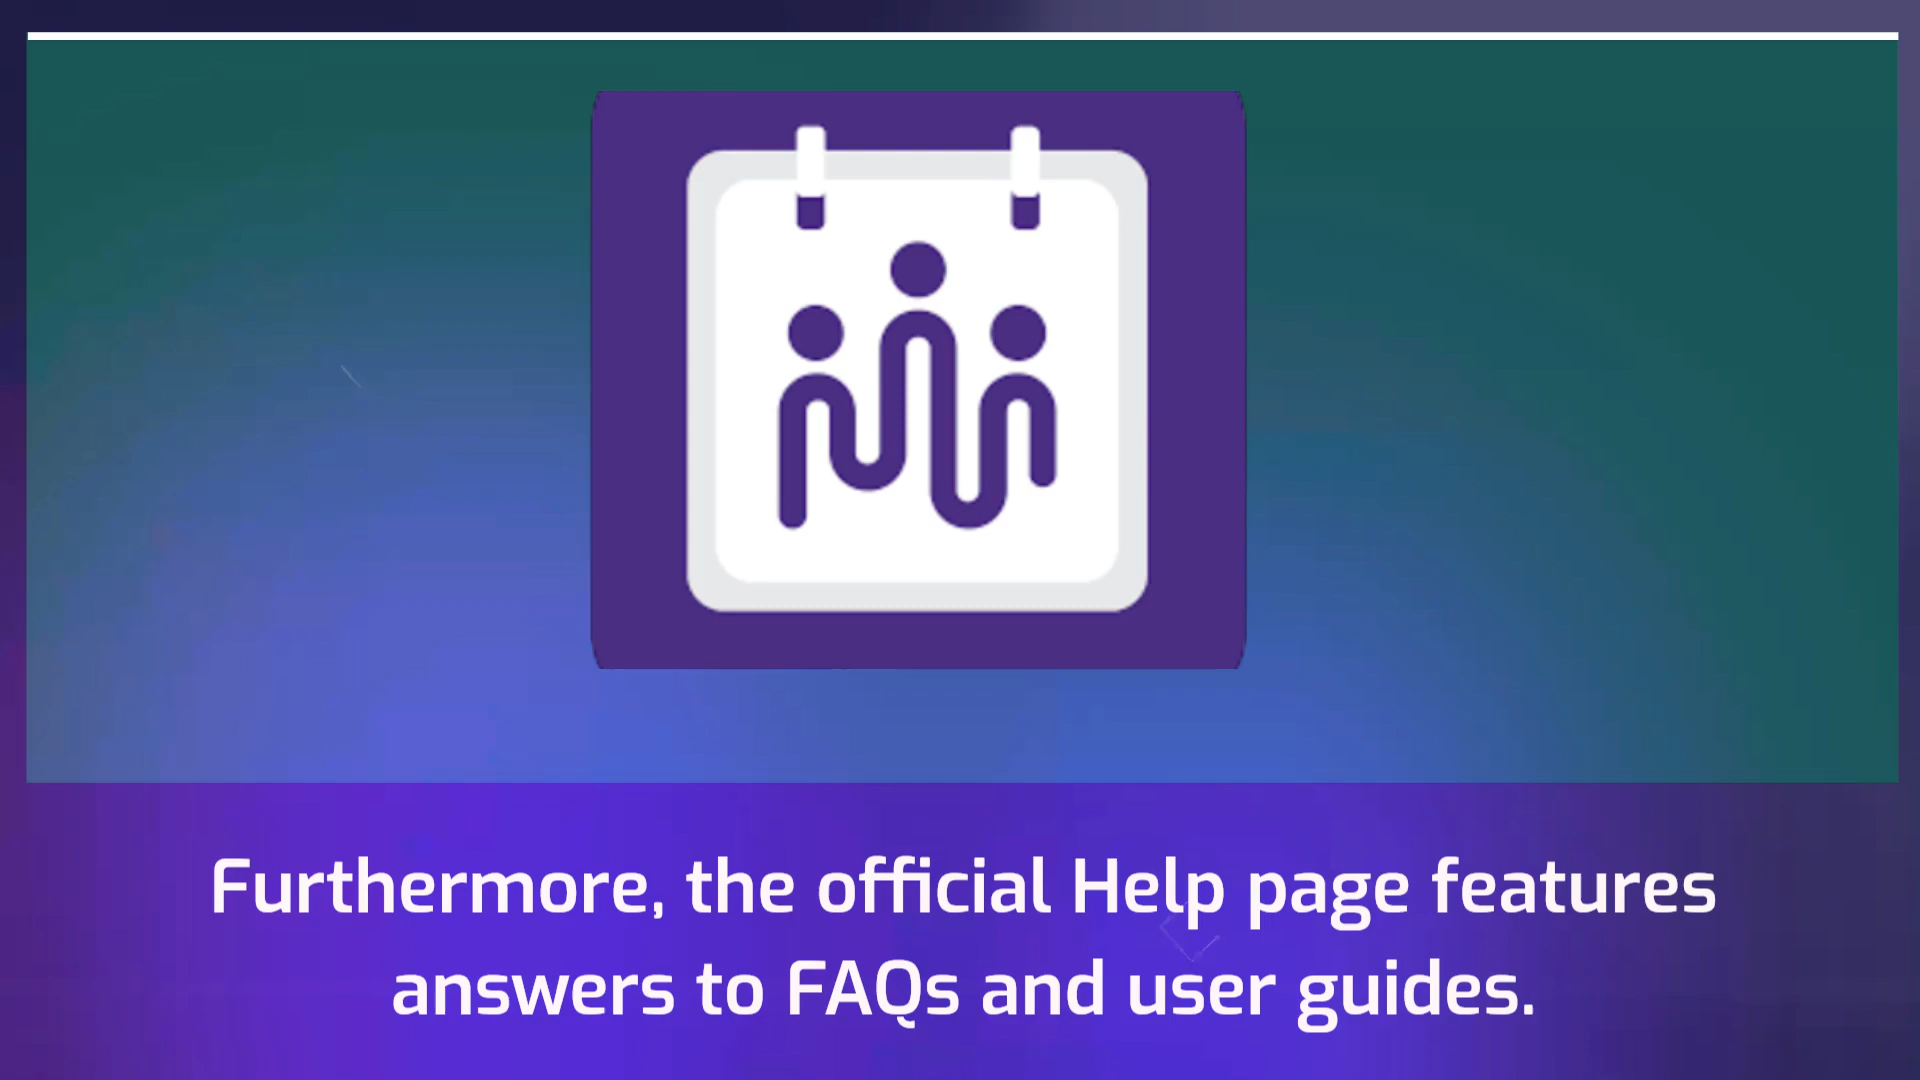 Furthermore, the official Help page features
answers to FAQs and user guides.